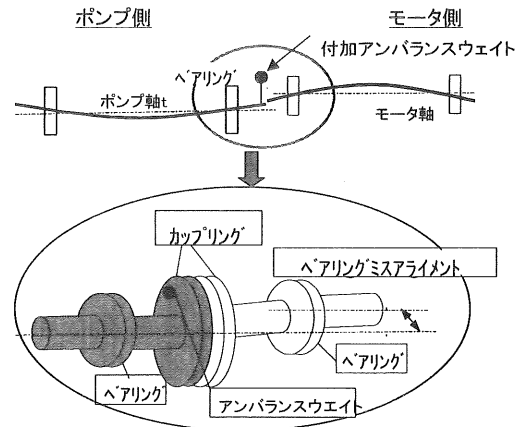 ポンプ側
モータ側
付加アンバランスウェイト
ベアリング
ポンプ軸t
モータ軸
カップリング
ベアリングミスアライメント
ベアリング
ベアリング
アンバランスウエイト